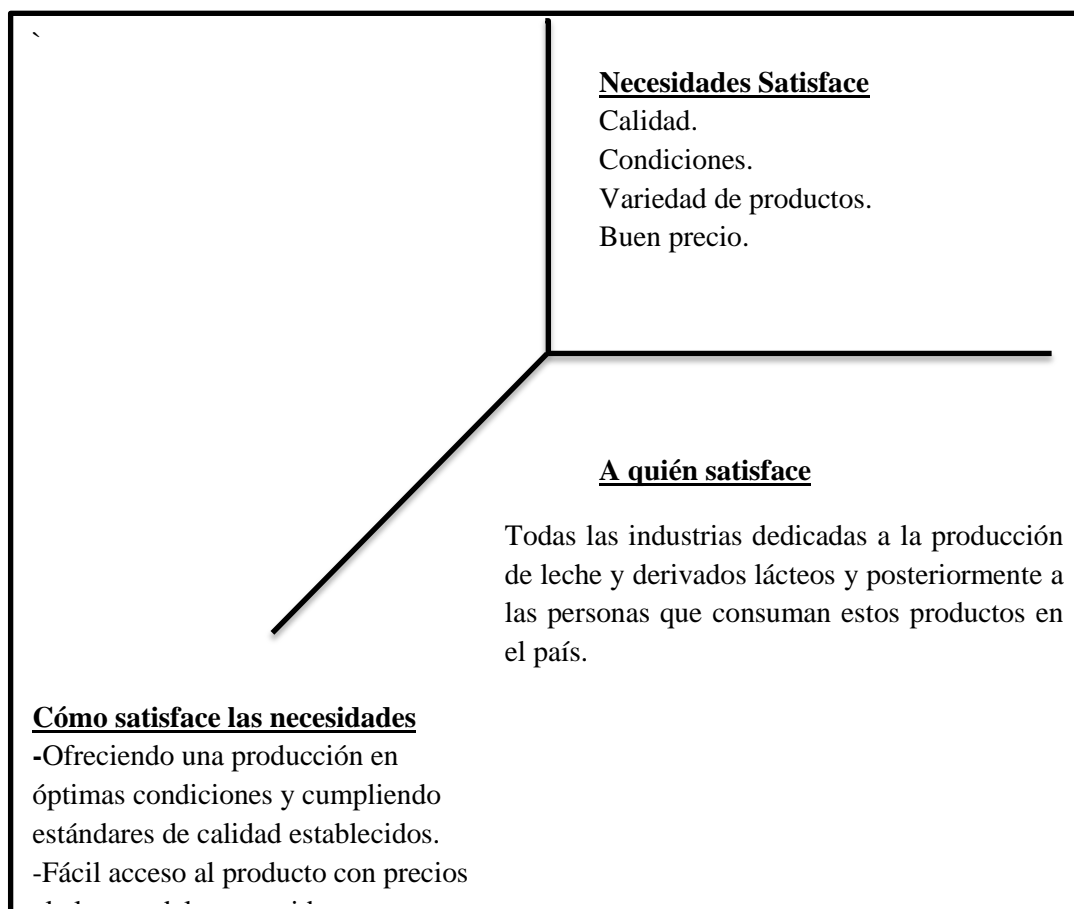 `
Necesidades Satisface
Calidad.
Condiciones.
Variedad de productos.
Buen precio.
A quién satisface
Todas las industrias dedicadas a la producción
de leche y derivados lácteos y posteriormente a
las personas que consuman estos productos en
el país.
Cómo satisface las necesidades
-Ofreciendo una producción en
óptimas condiciones y cumpliendo
estándares de calidad establecidos.
-Fácil acceso al producto con precios